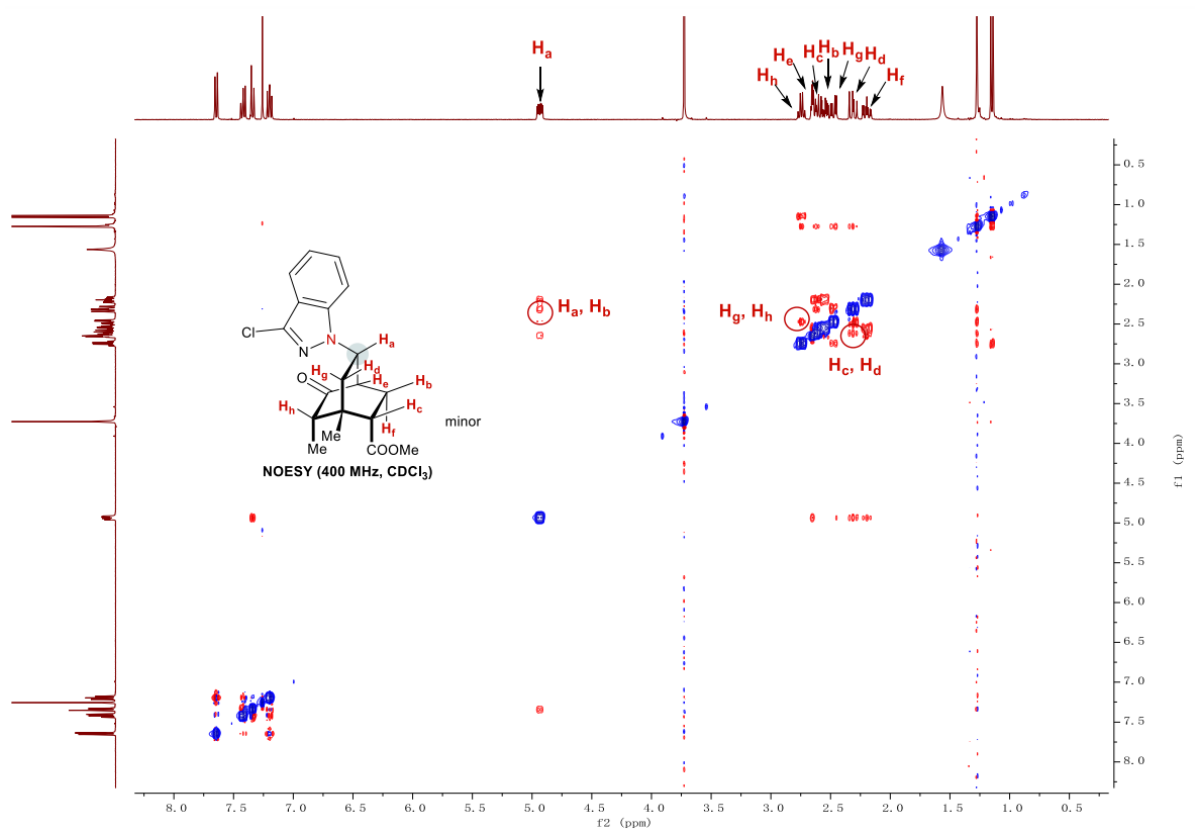 Ha
Hh
He
Hc
Hb
Hg
Hd
Hf
0.5
1.0
1.5
2.0
2.5
3.0
3.5
4.0
4.5
5.0
5.5
6.0
6.5
7.0
7.5
8.0
f1 (ppm)
Ha, Hb
Hg, Hh
Hc, Hd
Cl
N
N
Ha
Hg
Hd
O
He
Hb
Hh
Hc
Hf
Me
Me
COOMe
minor
NOESY (400 MHz, CDCl3)
8.0 7.5 7.0 6.5 6.0 5.5 5.0 4.5 4.0 3.5 3.0 2.5 2.0 1.5 1.0 0.5
f2 (ppm)